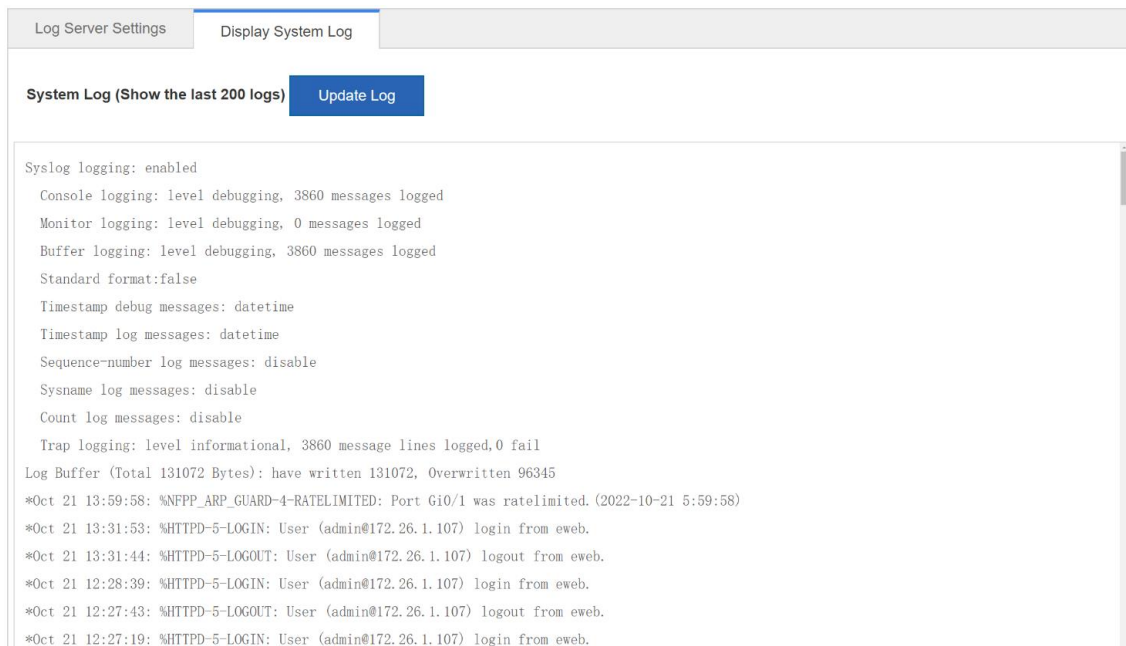 Log Server Settings
Display System Log
System Log (Show the last 200 logs) Update Log
Syslog logging: enabled
Console logging: level debugging, 3860 messages logged
Monitor logging: level debugging, 0 messages logged
Buffer logging: level debugging, 3860 messages logged
Standard format:false
Timestamp debug messages: datetime
Timestamp log messages: datetime
Sequence-number log messages: disable
Sysname log messages: disable
Count log messages: disable
Trap logging: level informational, 3860 message lines logged,0 fail
Log Buffer (Total 131072 Bytes): have written 131072, Overwritten 96345
*Oct 21 13:59:58: %NFPP_ARP_GUARD-4-RATELIMITED: Port Gi0/1 was ratelimited.(2022-10-21 5:59:58)
*Oct 21 13:31:53: %HTTPD-5-LOGIN: User (admin@172.26.1.107) login from eweb.
*Oct 21 13:31:44: %HTTPD-5-LOGOUT: User (admin@172.26.1.107) logout from eweb.
*Oct 21 12:28:39: %HTTPD-5-LOGIN: User (admin@172.26.1.107) login from eweb.
*Oct 21 12:27:43: %HTTPD-5-LOGOUT: User (admin@172.26.1.107) logout from eweb.
*Oct 21 12:27:19: %HTTPD-5-LOGIN: User (admin@172.26.1.107) login from eweb.